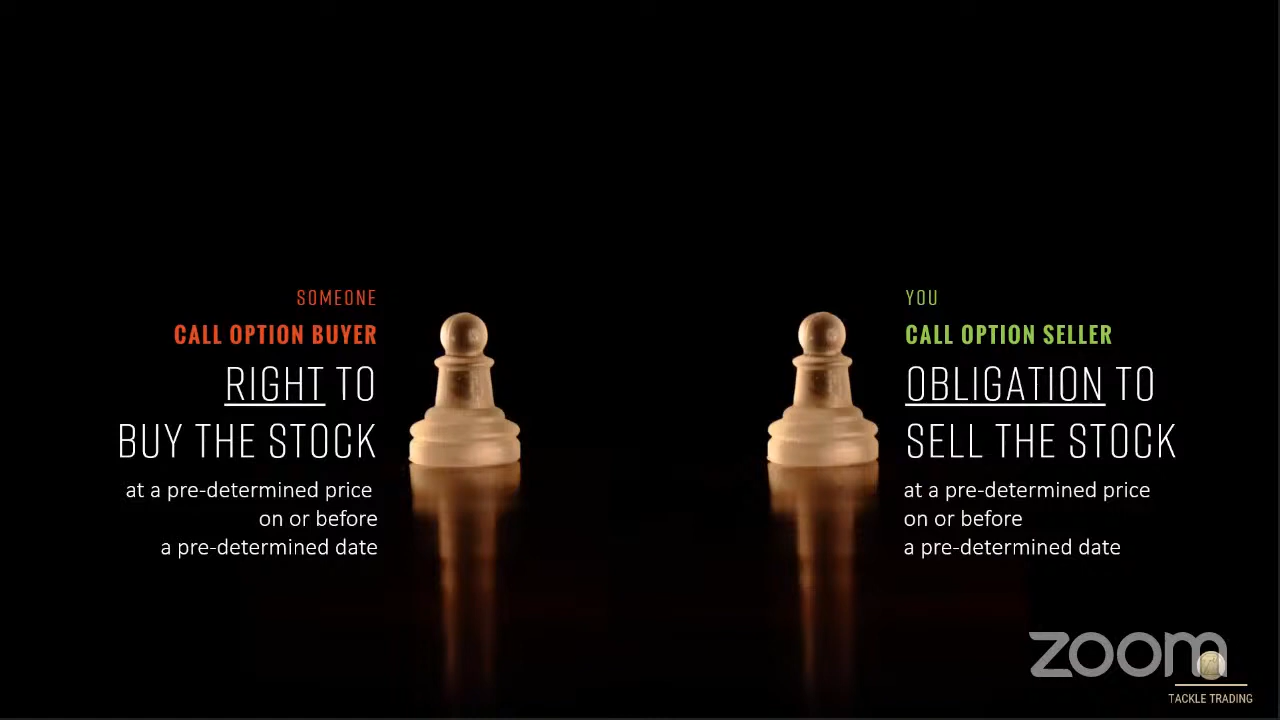 SOMEONE
CALL OPTION BUYER
RIGHT TO
BUY THE STOCK
at a pre-determined price
on or before
a pre-determined date
YOU
CALL OPTION SELLER
OBLIGATION TO
SELL THE STOCK
at a pre-determined price
on or before
a pre-determined date
zoom
TACKLE TRADING